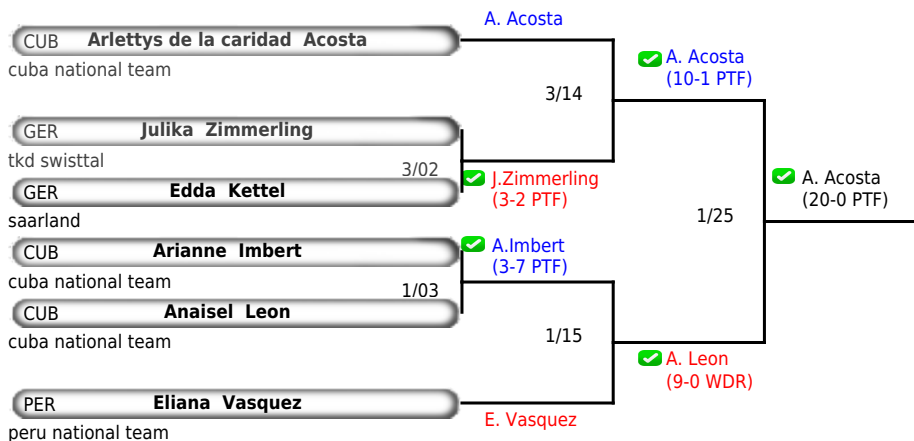 A. Acosta
CUB Arlettys de la caridad Acosta
cuba national team
A. Acosta
(10-1 PTF)
3/14
GER Julika Zimmerling
tkd swisttal
3/02
J.Zimmerling
(3-2 PTF)
GER Edda Kettel
saarland
A. Acosta
(20-0 PTF)
1/25
CUB Arianne Imbert
cuba national team
A.Imbert
(3-7 PTF)
1/03
CUB Anaisel Leon
cuba national team
1/15
A. Leon
(9-0 WDR)
PER Eliana Vasquez
peru national team
E. Vasquez